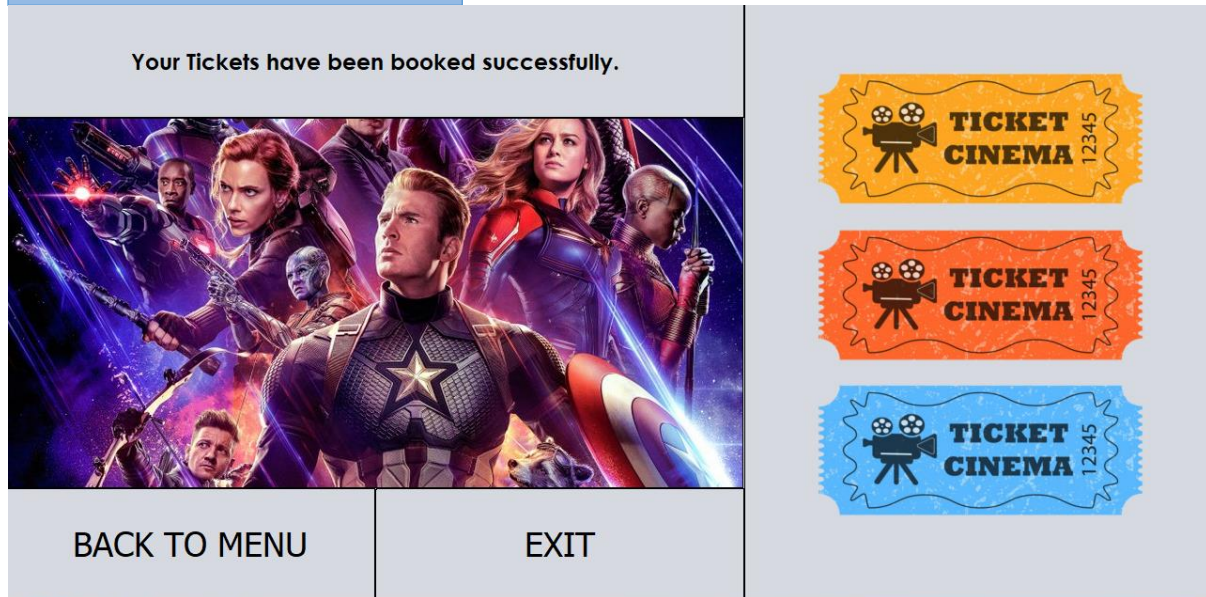 Your Tickets have been booked successfully.
BACK TO MENU
EXIT
TICKET
CINEMA
12345
TICKET
CINEMA
12345
TICKET
CINEMA
12345